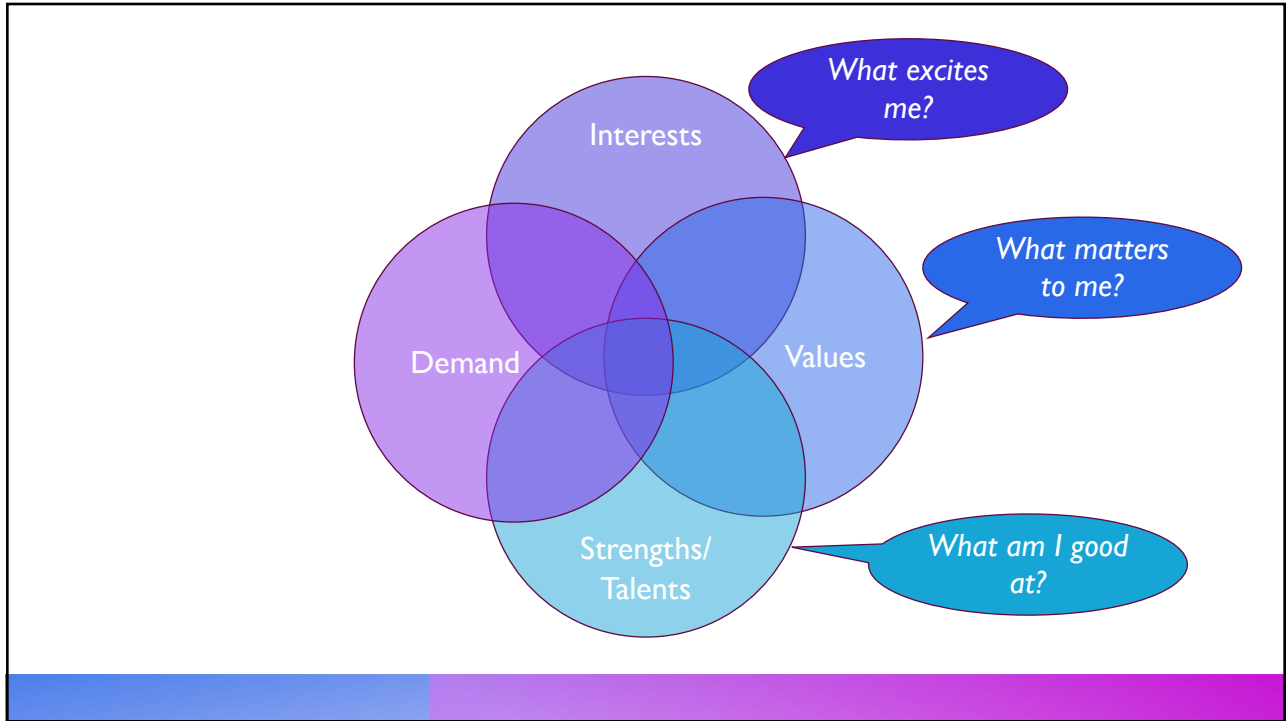 What excites
me?
Interests
What matters
to me?
Demand
Values
Strengths/
Talents
What am I good
at?